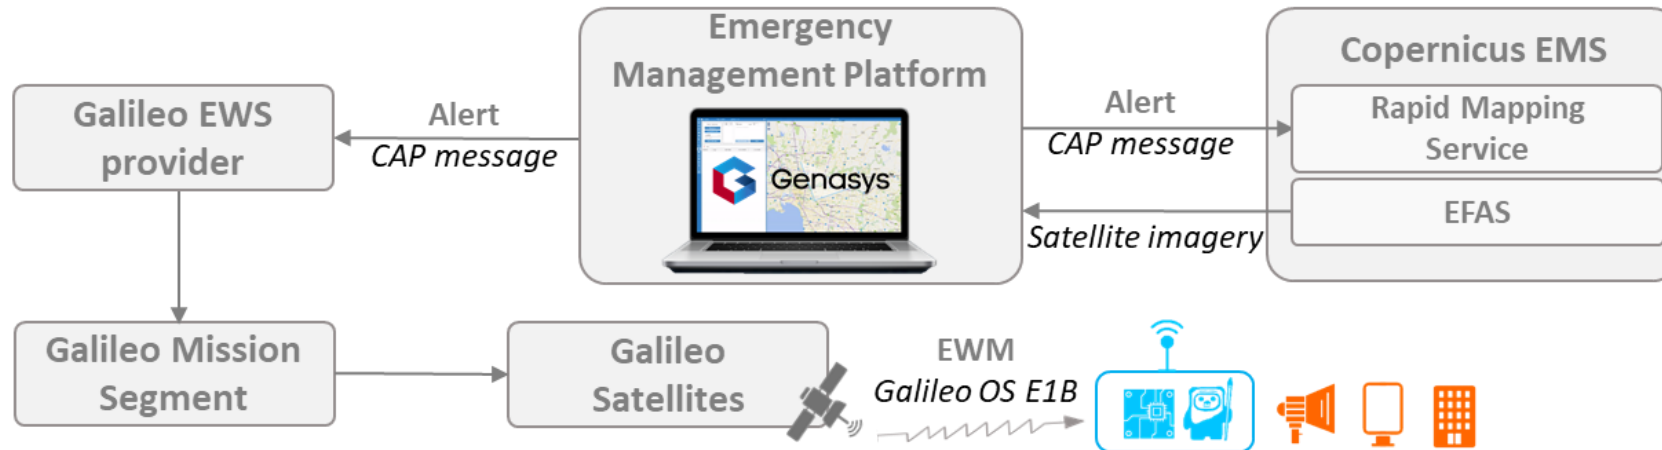 Emergency
Management Platform
Genasys
Copernicus EMS
Rapid Mapping
Service
EFAS
Galileo EWS
provider
Alert
CAP message
Alert
CAP message
Satellite imagery
Galileo Mission
Segment
Galileo
Satellites
EWM
Galileo OS E1B